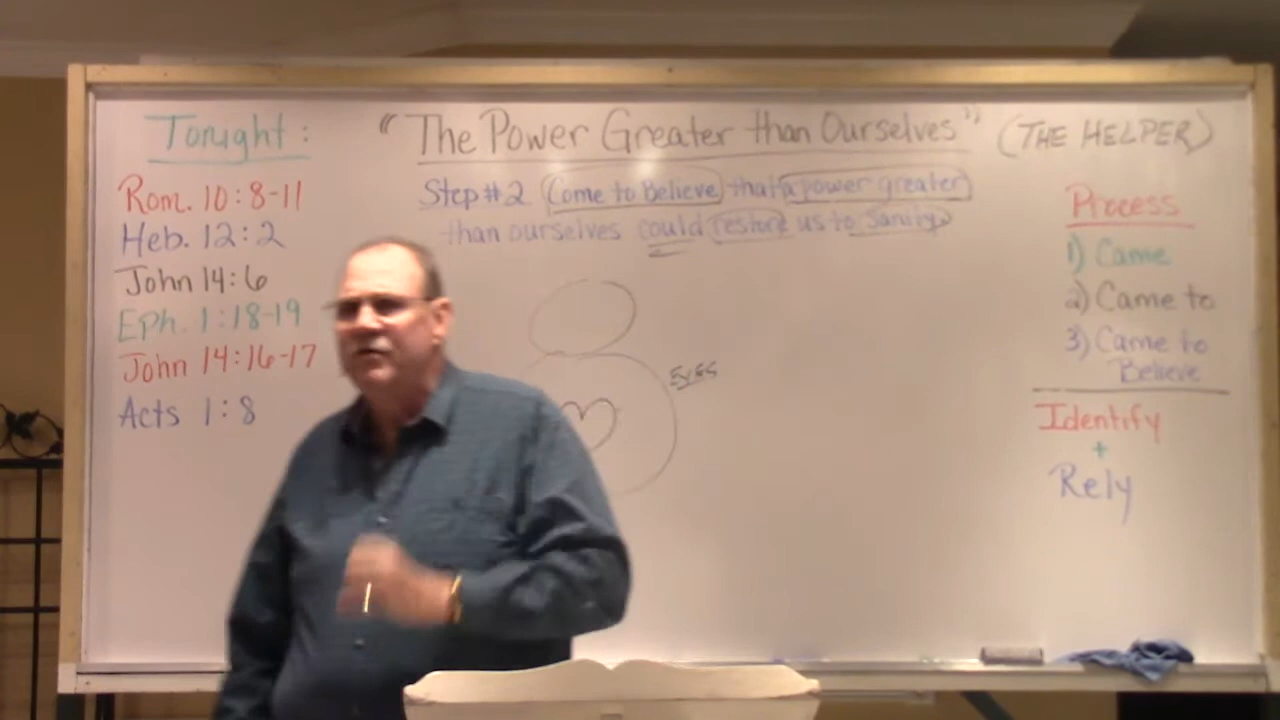 Tonight:
Rom. 10:8-11
Heb. 12:2
John 14:6
Eph. 1:18-19
John 14:16-17
Acts 1:8
"The Power Greater than Ourselves" (THE HELPER)
Step #2 Come to Believe that a power greater
than ourselves could restore us to Sanity.
EYES
Process
1) Came
2) Came to
3) Came to
Believe
Identify
+
Rely